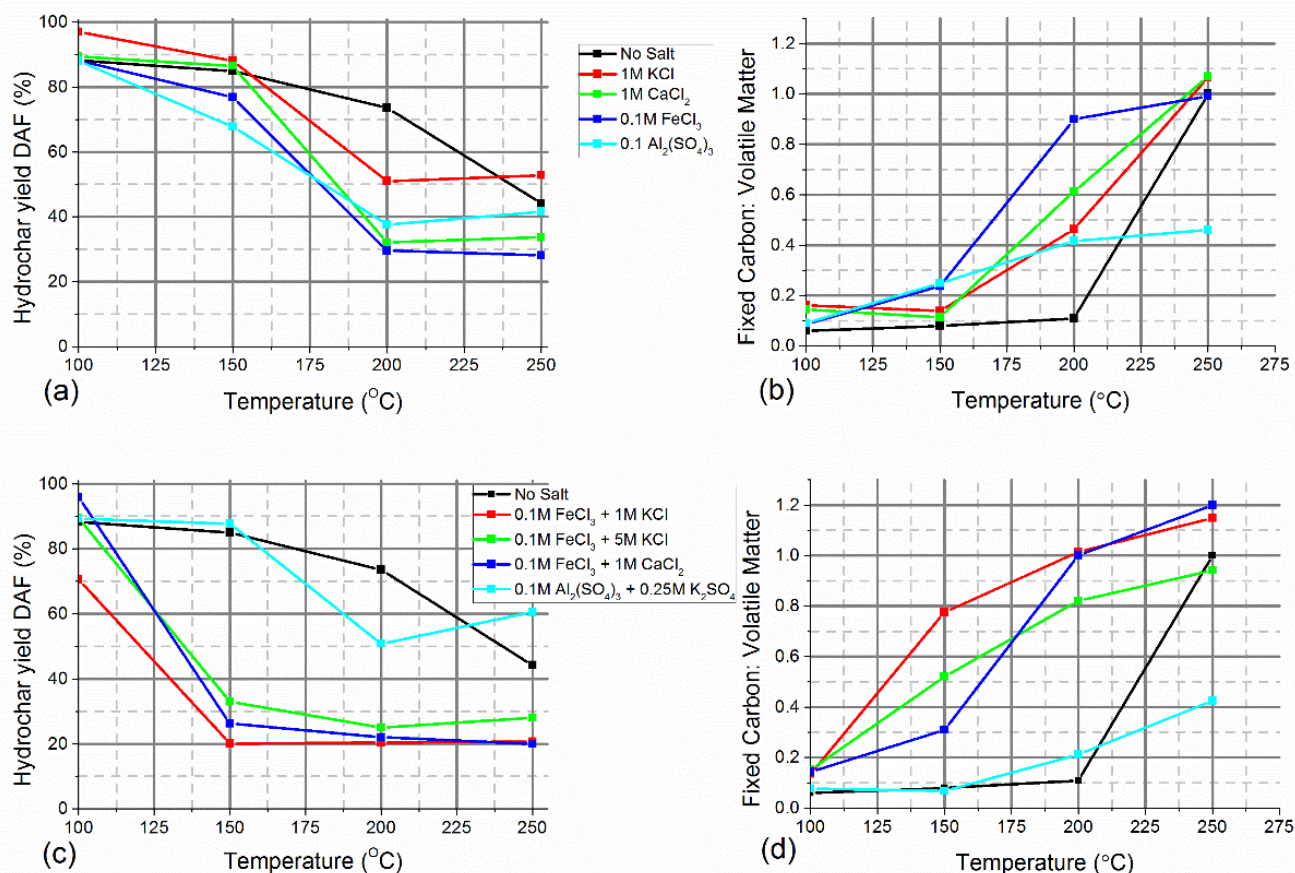 Hydrochar yield DAF (%)
100
80
60
40
20
0
100 125 150 175 200 225 250
Temperature (°C)
(a)
No Salt
1M KCl
1M CaCl₂
0.1M FeCl₃
0.1 Al₂(SO₄)₃
Fixed Carbon: Volatile Matter
1.2
1.0
0.8
0.6
0.4
0.2
0.0
100 125 150 175 200 225 250 275
Temperature (°C)
(b)
Hydrochar yield DAF (%)
100
80
60
40
20
0
100 125 150 175 200 225 250
Temperature (°C)
(c)
No Salt
0.1M FeCl₃ + 1M KCl
0.1M FeCl₃ + 5M KCl
0.1M FeCl₃ + 1M CaCl₂
0.1M Al₂(SO₄)₃ + 0.25M K₂SO₄
Fixed Carbon: Volatile Matter
1.2
1.0
0.8
0.6
0.4
0.2
0.0
100 125 150 175 200 225 250 275
Temperature (°C)
(d)